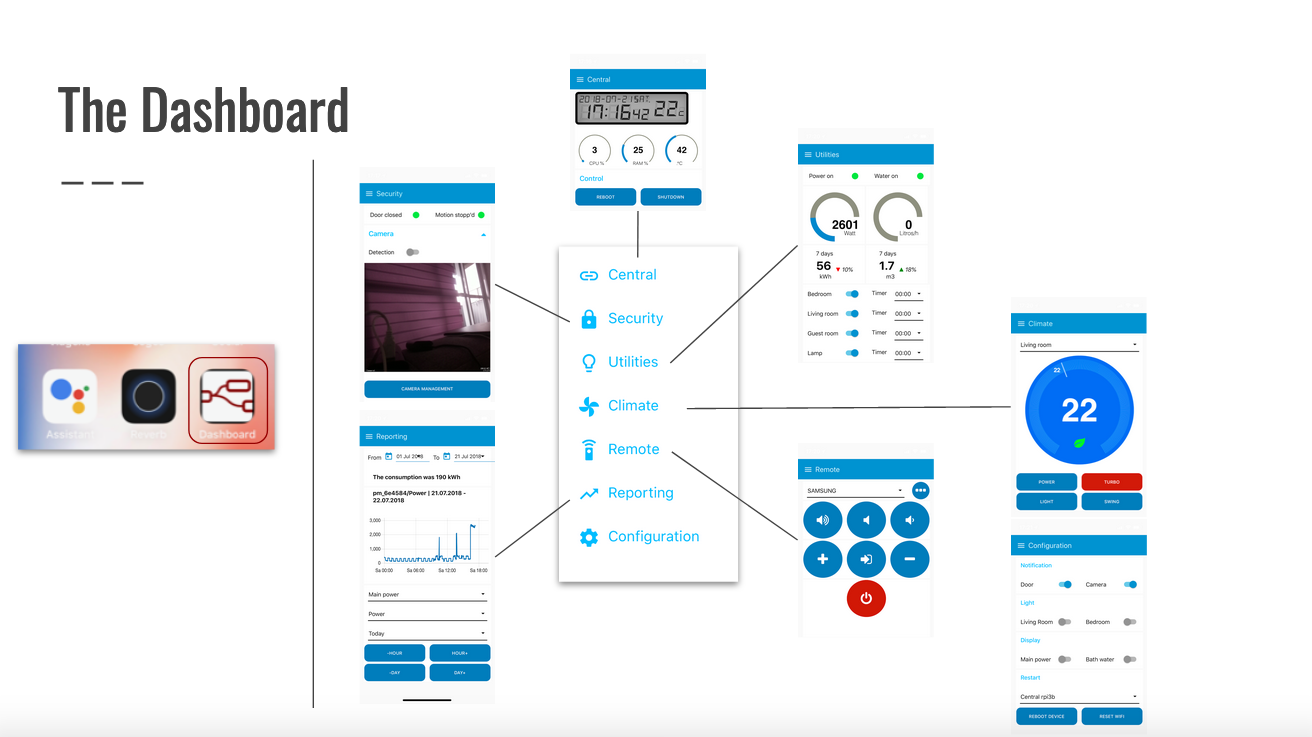 The Dashboard
Assistant
Reverb
Dashboard
Security
Door closed
Motion stopp'd
Camera
Detection
CAMERA MANAGEMENT
Reporting
From 01 Jul 2018 To 21 Jul 2018
The consumption was 190 kWh
pm_6e4584/Power | 21.07.2018 -
22.07.2018
3,000
2,000
1,000
0
Sa 00:00 Sa 06:00 Sa 12:00 Sa 18:00
Main power
Power
Today
-HOUR HOUR+
-DAY DAY+
Central
2018-07-21 SAT.
17:16 42 22c
3 25 42
CPU % RAM % °C
Control
REBOOT SHUTDOWN
Central
Security
Utilities
Climate
Remote
Reporting
Configuration
Utilities
Power on Water on
2601 0
Watt Litros/h
7 days 7 days
56 10% 1.7 18%
kWh m3
Bedroom Timer 00:00
Living room Timer 00:00
Guest room Timer 00:00
Lamp Timer 00:00
Remote
SAMSUNG
Climate
Living room
22
22
POWER TURBO
LIGHT SWING
Configuration
Notification
Door Camera
Light
Living Room Bedroom
Display
Main power Bath water
Restart
Central rpi3b
REBOOT DEVICE RESET WIFI